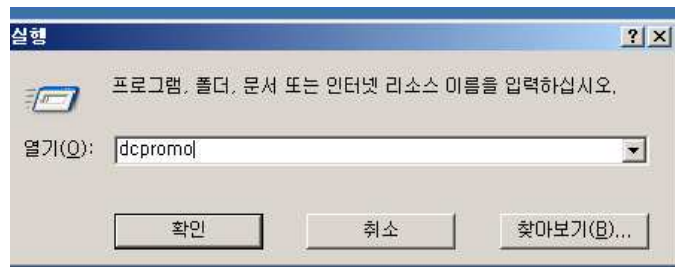 실행
프로그램, 폴더, 문서 또는 인터넷 리소스 이름을 입력하십시오.
열기(O): dcpromo
확인 취소 찾아보기(B)...